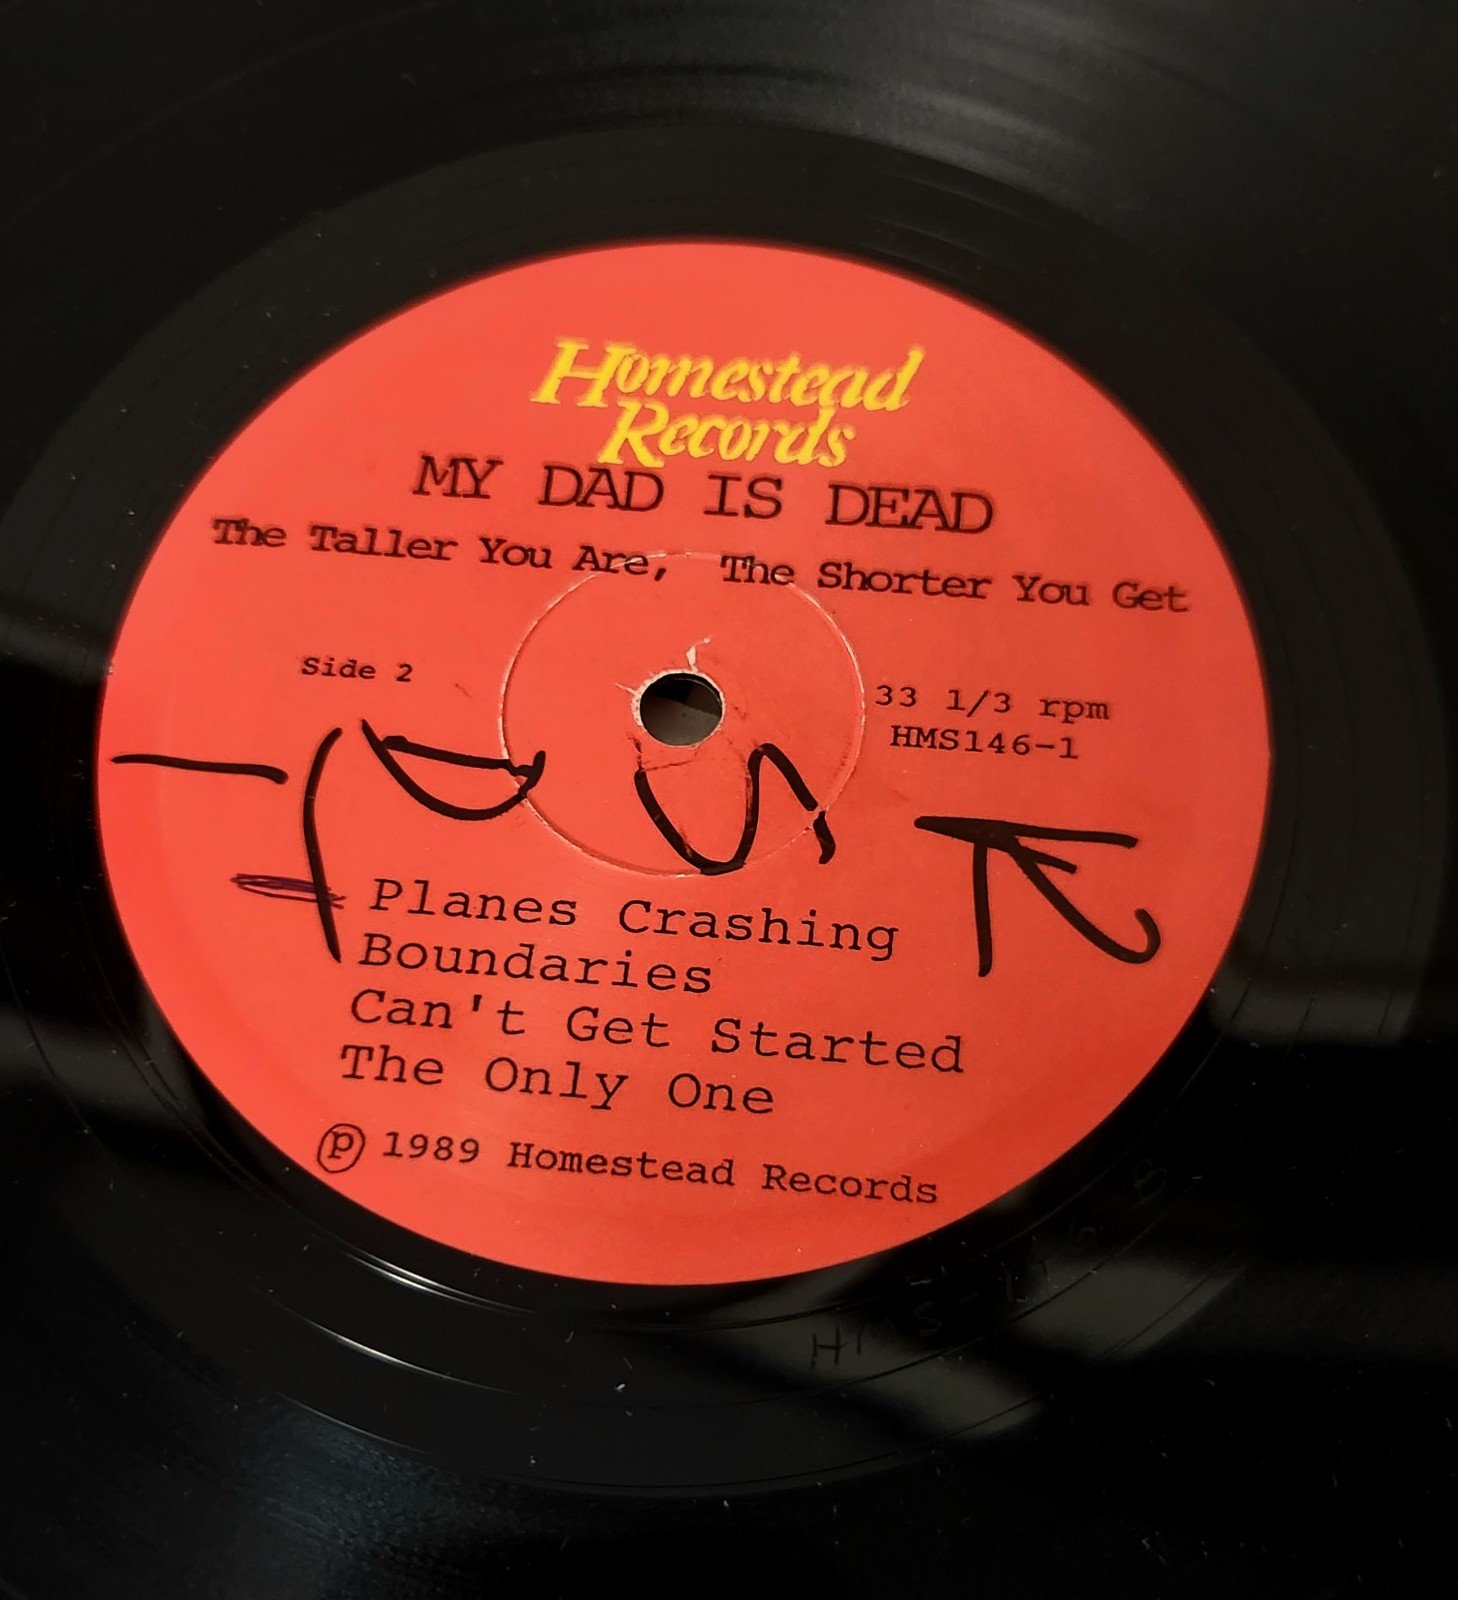 Homestead
Records
MY DAD IS DEAD
The Taller You Are, The Shorter You Get
Side 2
33 1/3 rpm
HMS146-1
Planes Crashing
Boundaries
Can't Get Started
The Only One
℗ 1989 Homestead Records